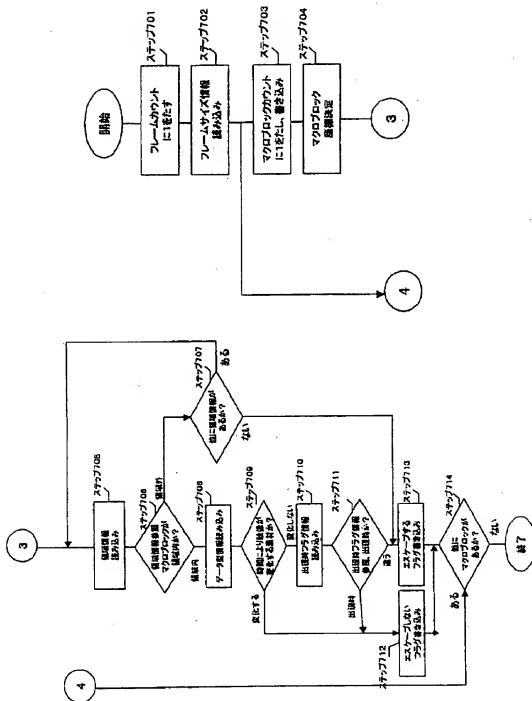 開始
ステップ701
フレームカウント
に1をたす
ステップ702
フレームサイズ情報
読み込み
ステップ703
マクロブロックカウント
に1をたし、書き込み
ステップ704
マクロブロック
座標決定
3
4
3
ステップ705
領域情報
読み込み
ステップ706
領域情報参照
マクロブロックが
領域内か?
領域外
領域内
ステップ707
他に領域情報が
あるか?
ある
ない
ステップ708
データ量情報読み込み
ステップ709
時間により
変化する素材か?
変化する
変化しない
ステップ710
出現時フラグ情報
読み込み
ステップ711
出現時フラグ情報
参照、出現時か?
出現時
違う
ステップ712
エスケープしない
フラグ書き込み
ステップ713
エスケープする
フラグ書き込み
ステップ714
他に
マクロブロックが
あるか?
ある
ない
4
終了